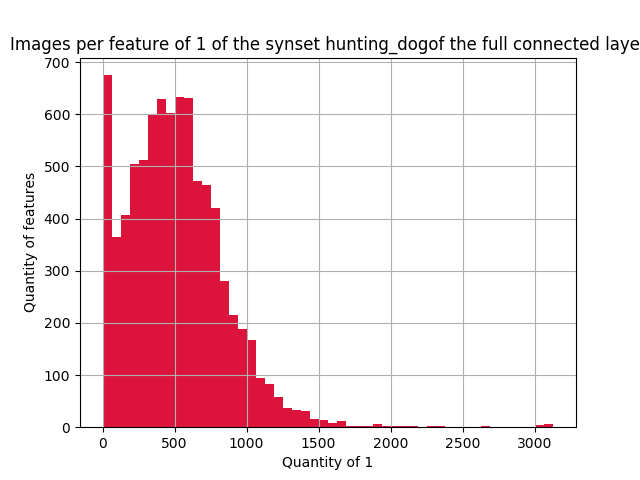 Images per feature of 1 of the synset hunting_dogof the full connected laye
700
600
500
400
300
200
100
0
Quantity of features
0 500 1000 1500 2000 2500 3000
Quantity of 1